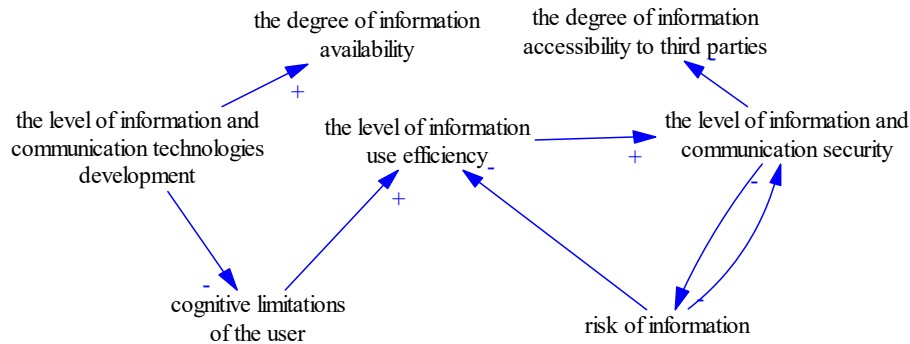 the degree of information
availability
the degree of information
accessibility to third parties
-
+
the level of information and
communication technologies
development
the level of information
use efficiency
-
+
the level of information and
communication security
-
+
-
cognitive limitations
of the user
-
risk of information